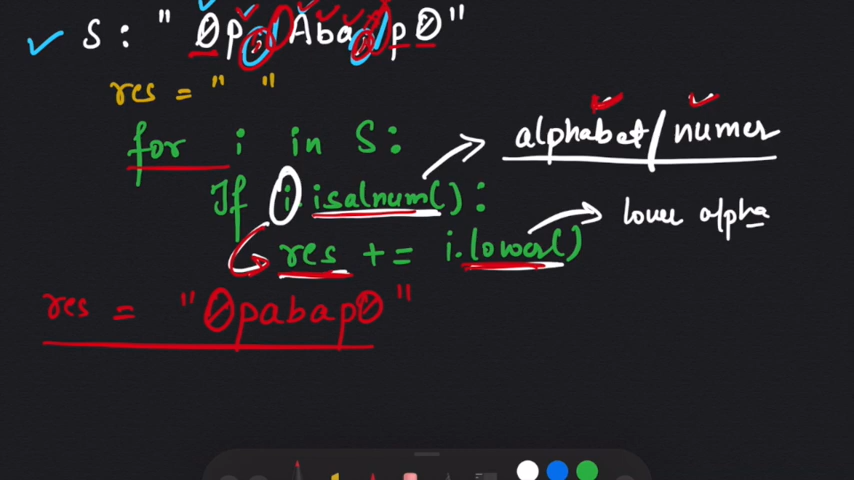 S : " 0p Aba p0"
res = " "
for i in S: alphabet/numer
If i.isalnum(): lower alpha
res += i.lower()
res = "0pabap0"